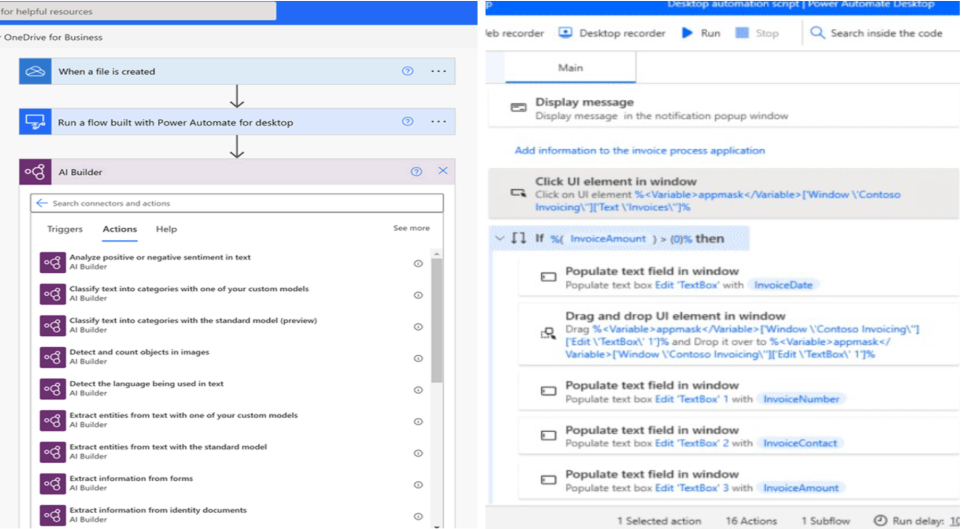 for helpful resources
OneDrive for Business
When a file is created
Run a flow built with Power Automate for desktop
AI Builder
Search connectors and actions
Triggers Actions Help See more
Analyze positive or negative sentiment in text
AI Builder
Classify text into categories with one of your custom models
AI Builder
Classify text into categories with the standard model (preview)
AI Builder
Detect and count objects in images
AI Builder
Detect the language being used in text
AI Builder
Extract entities from text with one of your custom models
AI Builder
Extract entities from text with the standard model
AI Builder
Extract information from forms
AI Builder
Extract information from identity documents
AI Builder
Desktop automation script | Power Automate Desktop
eb recorder Desktop recorder Run Stop Search inside the code
Main
Display message
Display message in the notification popup window
Add information to the invoice process application
Click UI element in window
Click on UI element %<Variable>appmask</Variable>['Window \'Contoso
Invoicing\'']['Text \'Invoices\'']%
If %( InvoiceAmount ) > (0)% then
Populate text field in window
Populate text box Edit 'TextBox' with InvoiceDate
Drag and drop UI element in window
Drag %<Variable>appmask</Variable>['Window \'Contoso Invoicing\'']
['Edit \'TextBox\' 1']% and Drop it over to %<Variable>appmask</
Variable>['Window \'Contoso Invoicing\'']['Edit \'TextBox\' 1']%
Populate text field in window
Populate text box Edit 'TextBox' 1 with InvoiceNumber
Populate text field in window
Populate text box Edit 'TextBox' 2 with InvoiceContact
Populate text field in window
Populate text box Edit 'TextBox' 3 with InvoiceAmount
1 Selected action 16 Actions 1 Subflow Run delay: 10